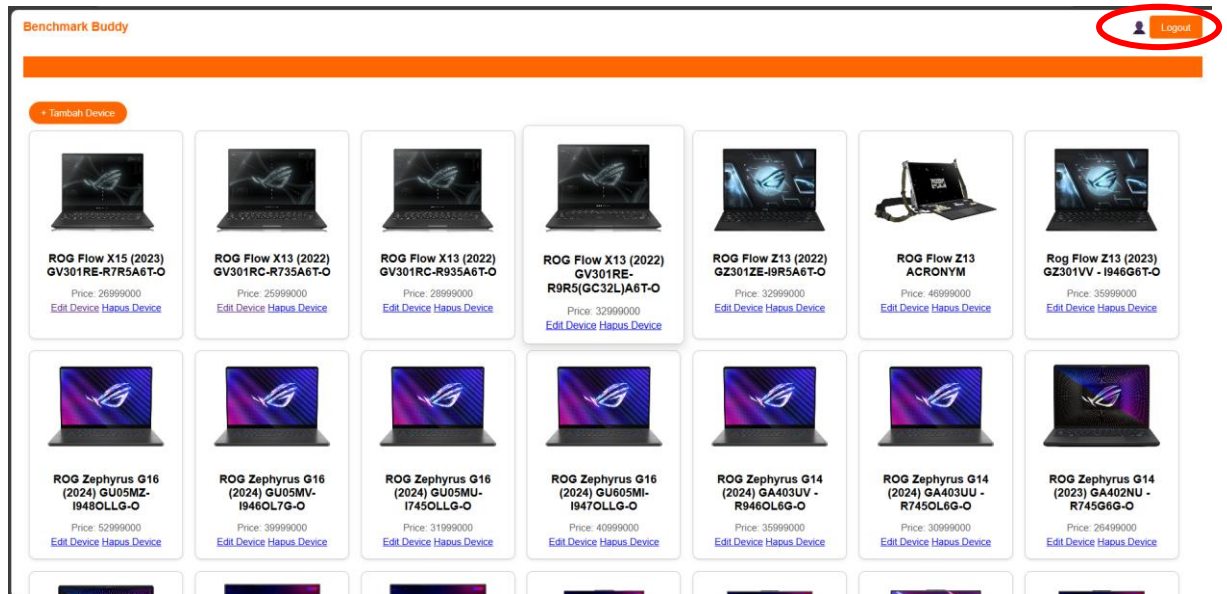 Benchmark Buddy
Logout
+ Tambah Device
ROG Flow X15 (2023)
GV301RE-R7R5A6T-O
Price: 26999000
Edit Device Hapus Device
ROG Flow X13 (2022)
GV301RC-R735A6T-O
Price: 25999000
Edit Device Hapus Device
ROG Flow X13 (2022)
GV301RC-R935A6T-O
Price: 28999000
Edit Device Hapus Device
ROG Flow X13 (2022)
GV301RE-
R9R5(GC32L)A6T-O
Price: 32999000
Edit Device Hapus Device
ROG Flow Z13 (2022)
GZ301ZE-I9R5A6T-O
Price: 32999000
Edit Device Hapus Device
ROG Flow Z13
ACRONYM
Price: 46999000
Edit Device Hapus Device
Rog Flow Z13 (2023)
GZ301VV - I946G6T-O
Price: 35999000
Edit Device Hapus Device
ROG Zephyrus G16
(2024) GU05MZ-
I948OLLG-O
Price: 52999000
Edit Device Hapus Device
ROG Zephyrus G16
(2024) GU05MV-
I946OL7G-O
Price: 39999000
Edit Device Hapus Device
ROG Zephyrus G16
(2024) GU05MU-
I745OLLG-O
Price: 31999000
Edit Device Hapus Device
ROG Zephyrus G16
(2024) GU605MI-
I947OLLG-O
Price: 40999000
Edit Device Hapus Device
ROG Zephyrus G14
(2024) GA403UV -
R946OL6G-O
Price: 35999000
Edit Device Hapus Device
ROG Zephyrus G14
(2024) GA403UU -
R745OL6G-O
Price: 30999000
Edit Device Hapus Device
ROG Zephyrus G14
(2023) GA402NU -
R745G6G-O
Price: 26499000
Edit Device Hapus Device